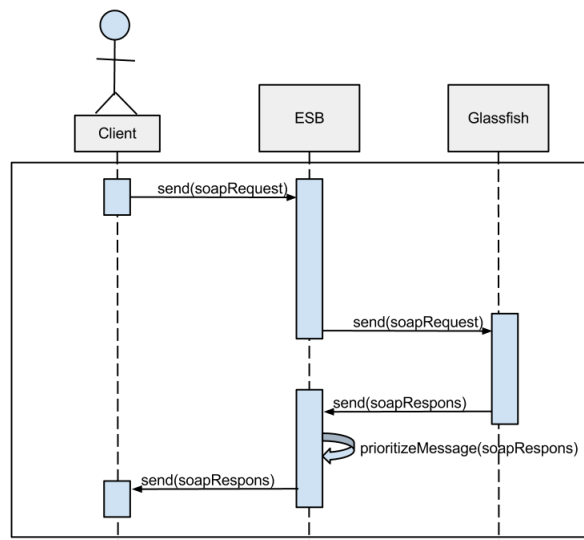 Client
ESB
Glassfish
send(soapRequest)
send(soapRequest)
send(soapRespons)
prioritizeMessage(soapRespons)
send(soapRespons)